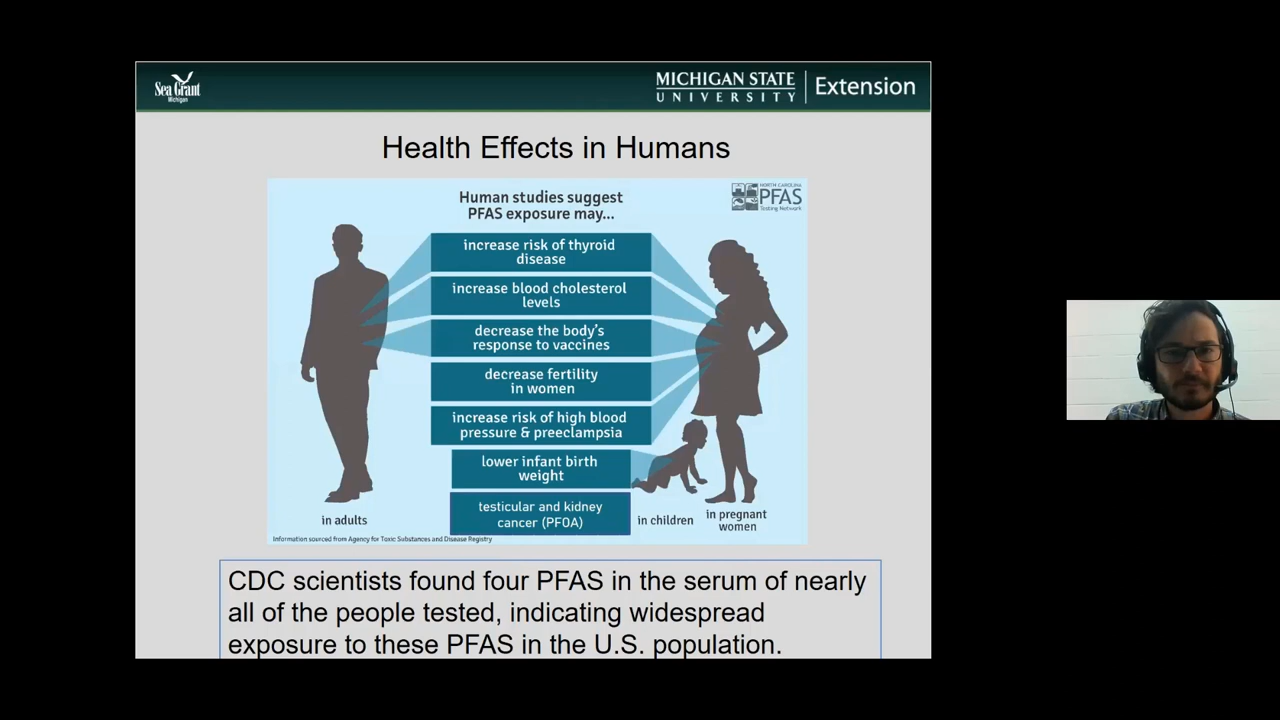 Sea Grant
Michigan
MICHIGAN STATE
UNIVERSITY
Extension
Health Effects in Humans
Human studies suggest
PFAS exposure may...
NORTH CAROLINA
PFAS
Testing Network
increase risk of thyroid
disease
increase blood cholesterol
levels
decrease the body's
response to vaccines
decrease fertility
in women
increase risk of high blood
pressure & preeclampsia
lower infant birth
weight
testicular and kidney
cancer (PFOA)
in adults
in children
in pregnant
women
Information sourced from Agency for Toxic Substances and Disease Registry
CDC scientists found four PFAS in the serum of nearly
all of the people tested, indicating widespread
exposure to these PFAS in the U.S. population.